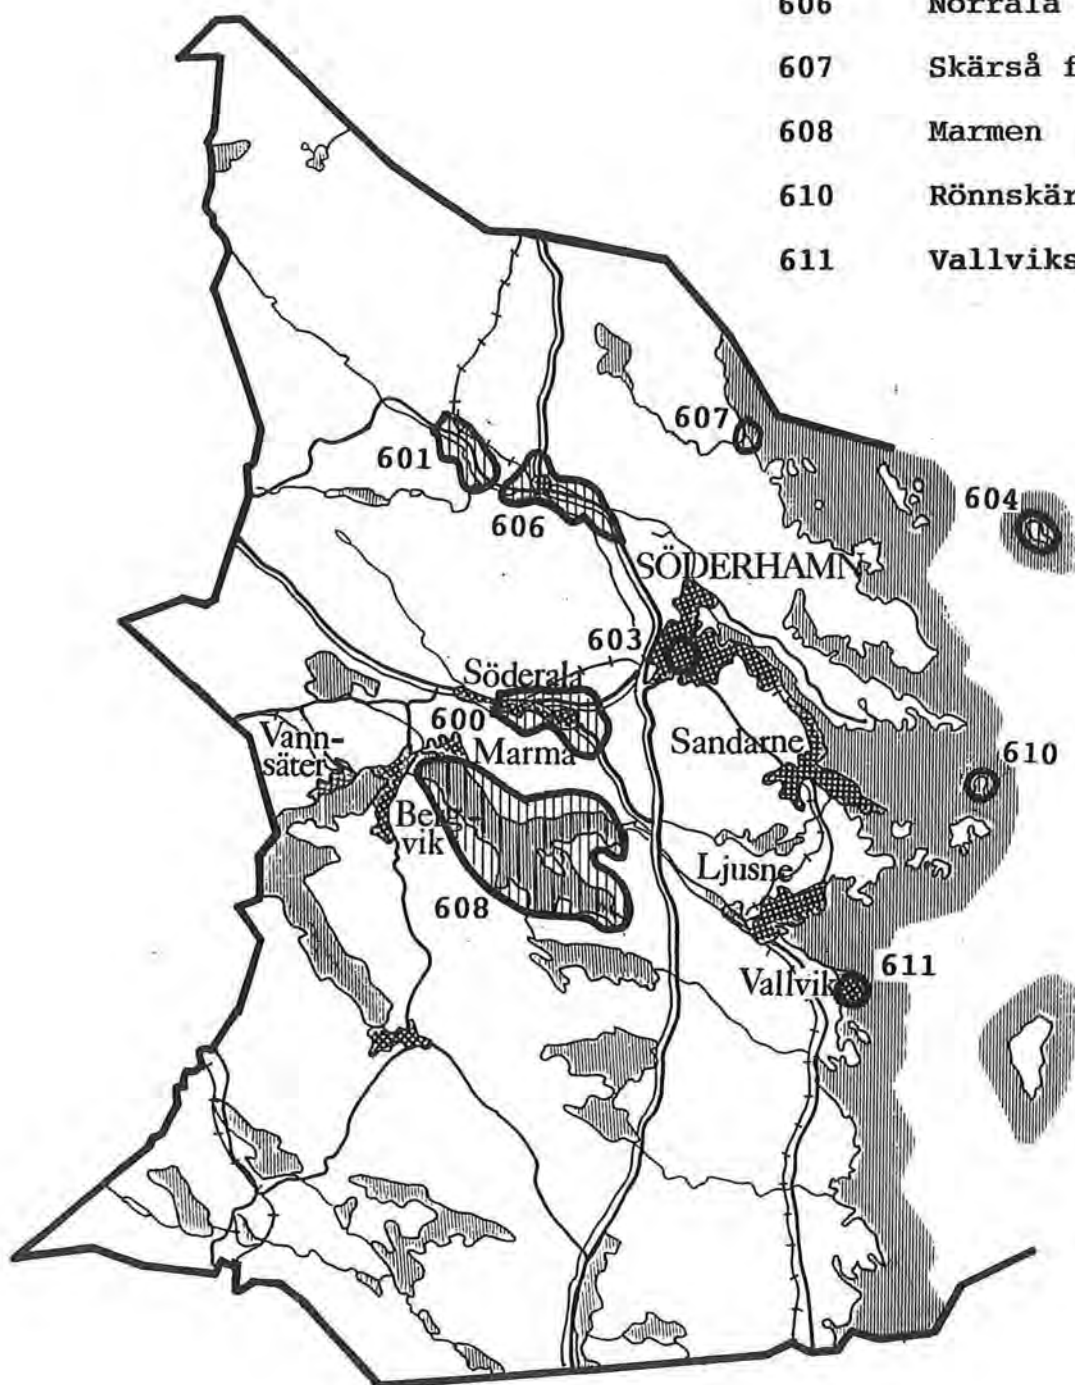 606 Norrala
607 Skärså f
608 Marmen
610 Rönnskär
611 Vallviks
607
601
604
606
SÖDERHAMN
603
Söderala
600
Vann-
säter
Marma
Sandarne
610
Berg-
vik
Ljusne
608
611
Vallvik